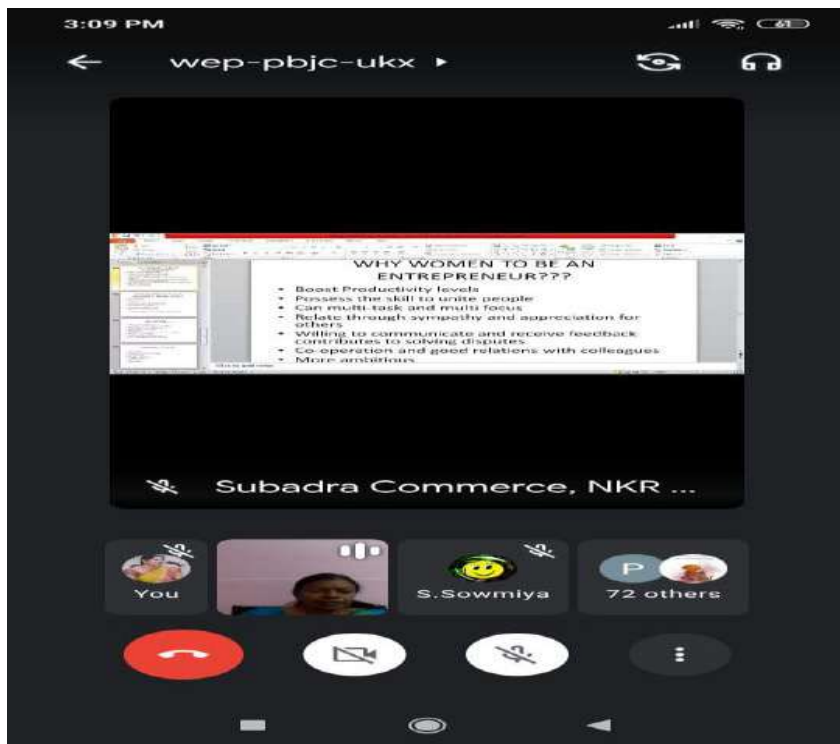 3:09 PM
61
wep-pbjc-ukx
WHY WOMEN TO BE AN
ENTREPRENEUR???
• Boost Productivity levels
• Possess the skill to unite people
• Can multi-task and multi focus
• Relate through sympathy and appreciation for
others
• Willing to communicate and receive feedback
contributes to solving disputes
• Co-operation and good relations with colleagues
• More ambitious
Subadra Commerce, NKR ...
You
S.Sowmiya
P
72 others